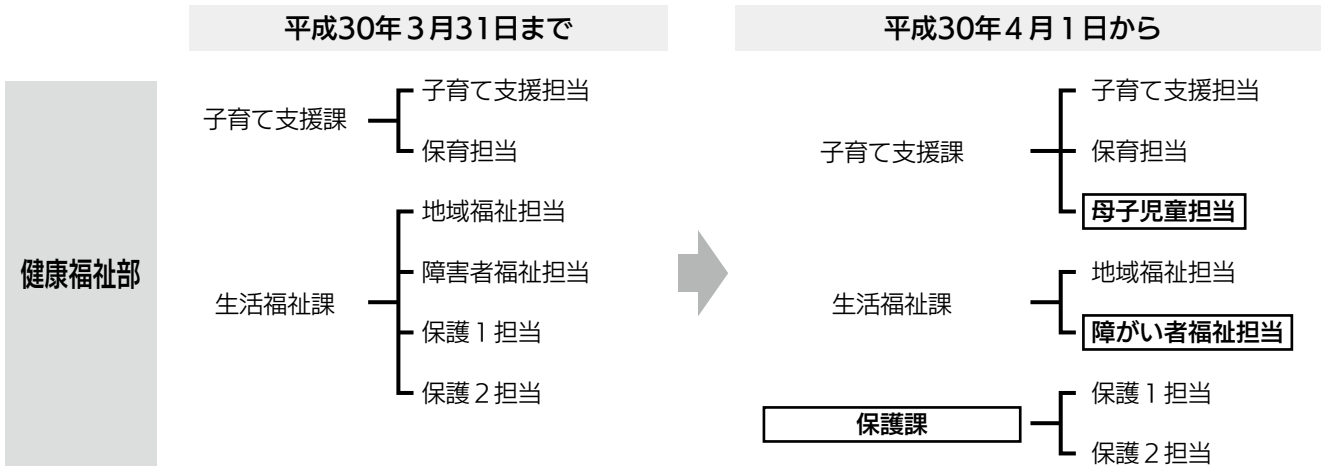 平成30年３月31日まで
平成30年４月１日から
健康福祉部
子育て支援課
子育て支援担当
保育担当
生活福祉課
地域福祉担当
障害者福祉担当
保護１担当
保護２担当
子育て支援課
子育て支援担当
保育担当
母子児童担当
生活福祉課
地域福祉担当
障がい者福祉担当
保護課
保護１担当
保護２担当